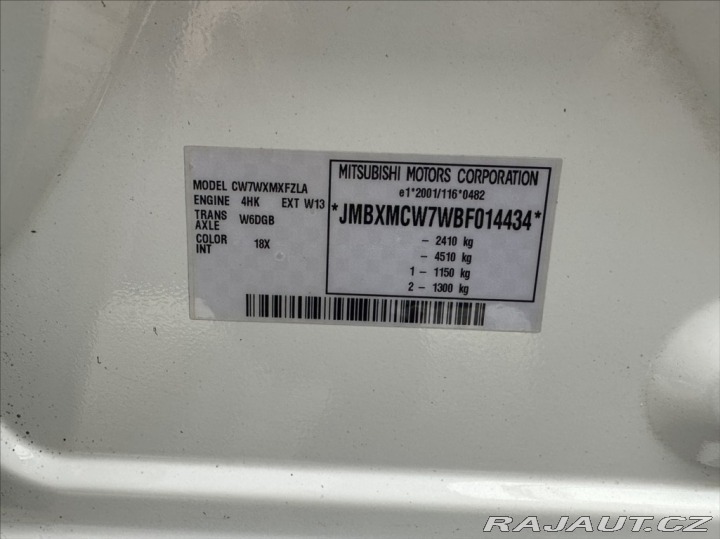 MODEL CW7WXMXFZLA
ENGINE 4HK EXT W13
TRANS AXLE W6DGB
COLOR INT 18X
MITSUBISHI MOTORS CORPORATION
e1*2001/116*0482
*JMBXMCW7WBF014434*
– 2410 kg
– 4510 kg
1 – 1150 kg
2 – 1300 kg
RAJAUT.CZ